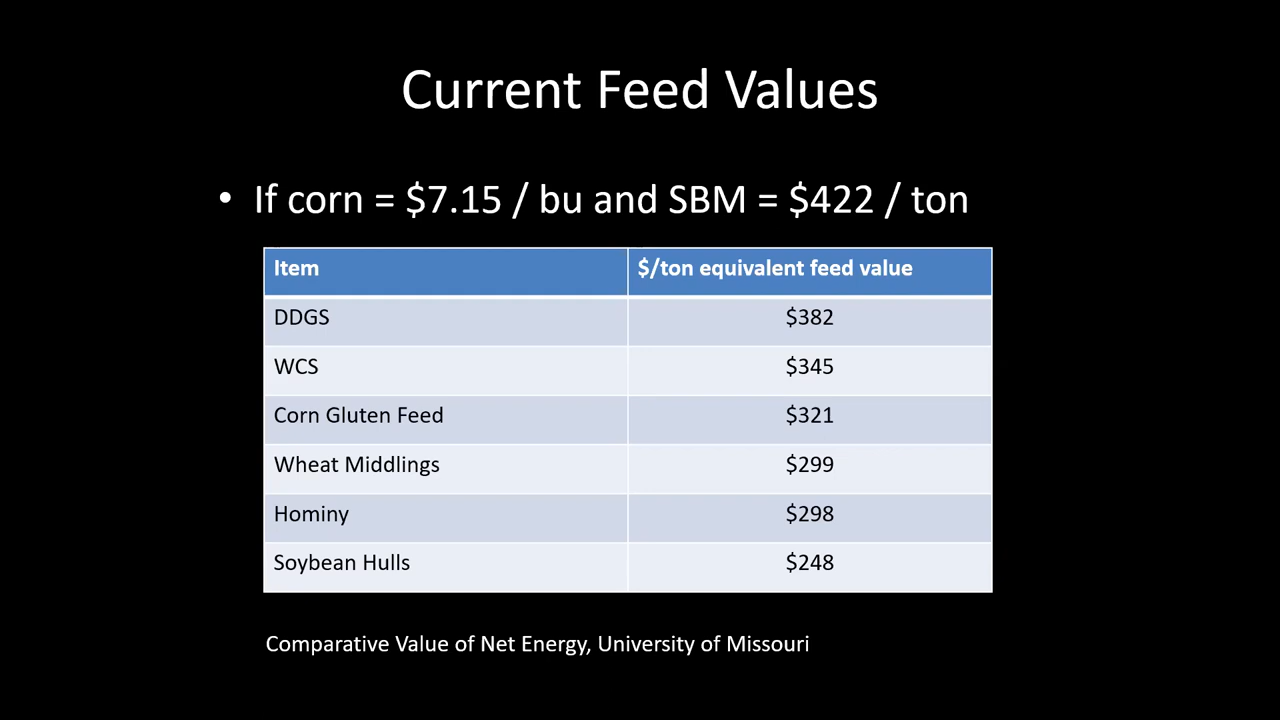 Current Feed Values
• If corn = $7.15 / bu and SBM = $422 / ton
Item $/ton equivalent feed value
DDGS $382
WCS $345
Corn Gluten Feed $321
Wheat Middlings $299
Hominy $298
Soybean Hulls $248
Comparative Value of Net Energy, University of Missouri